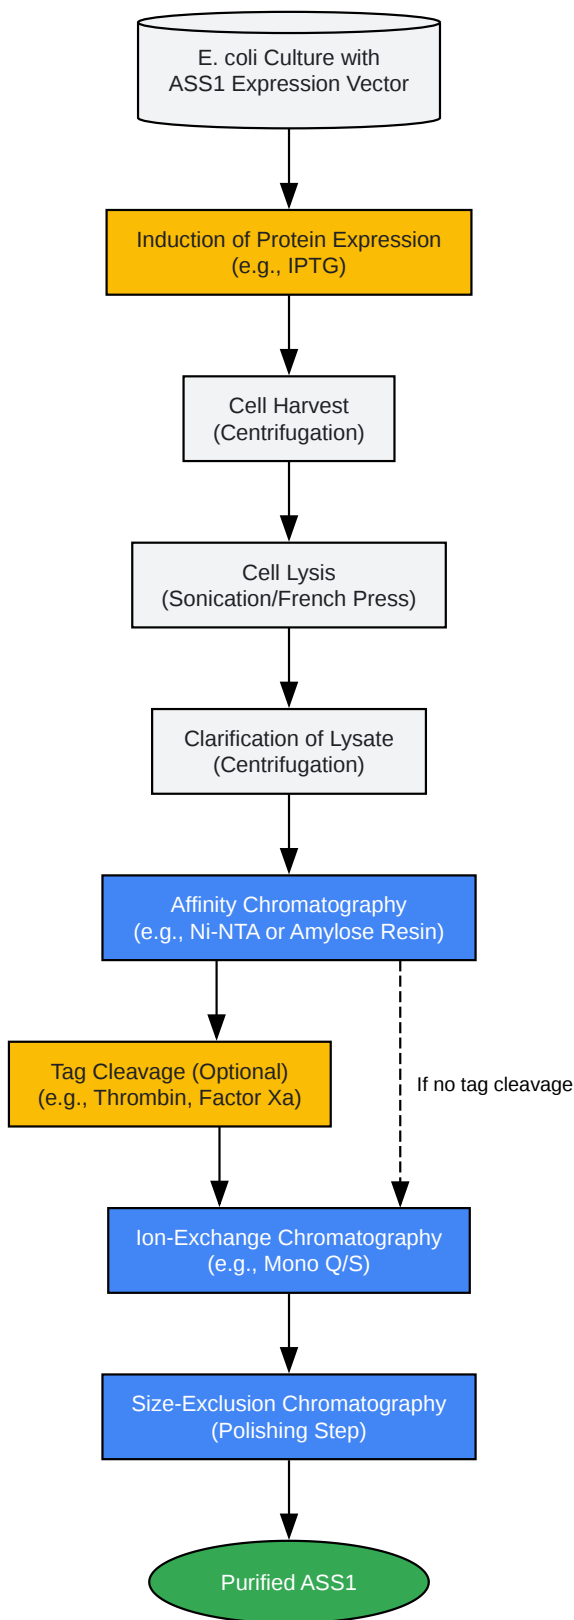 E. coli Culture with
ASS1 Expression Vector
Induction of Protein Expression
(e.g., IPTG)
Cell Harvest
(Centrifugation)
Cell Lysis
(Sonication/French Press)
Clarification of Lysate
(Centrifugation)
Affinity Chromatography
(e.g., Ni-NTA or Amylose Resin)
Tag Cleavage (Optional)
(e.g., Thrombin, Factor Xa)
If no tag cleavage
Ion-Exchange Chromatography
(e.g., Mono Q/S)
Size-Exclusion Chromatography
(Polishing Step)
Purified ASS1